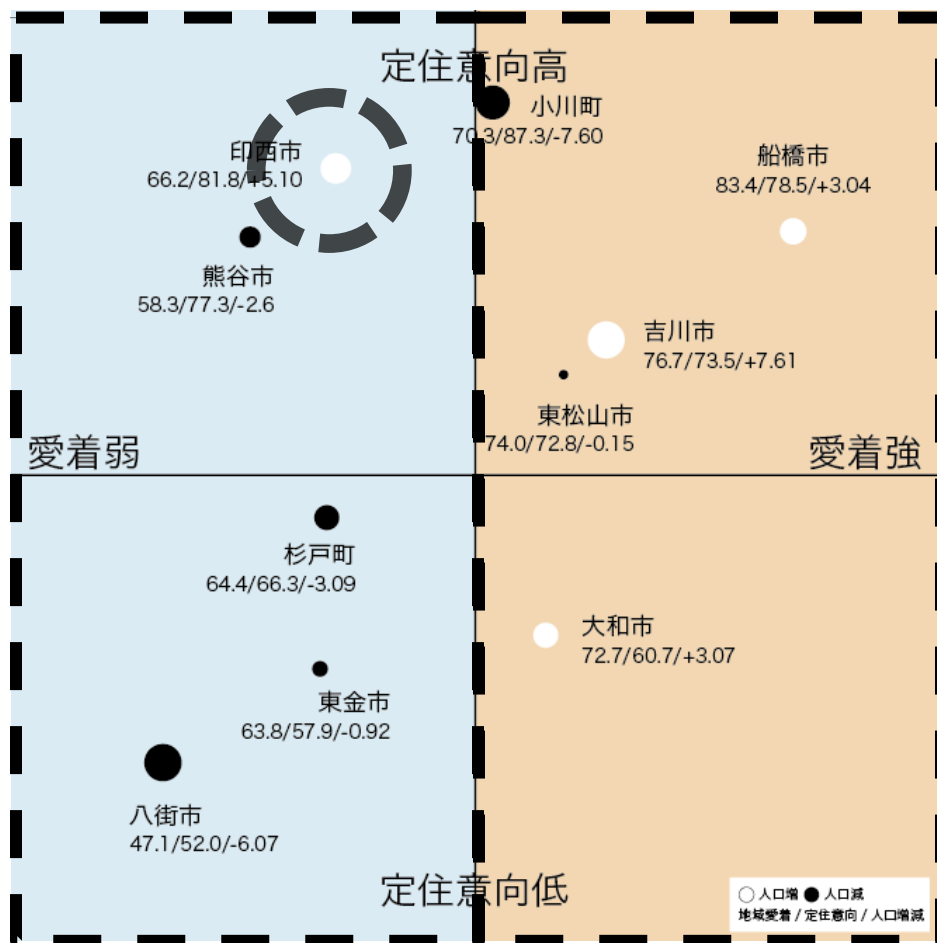 定住意向高
小川町
70.3/87.3/-7.60
印西市
66.2/81.8/+5.10
船橋市
83.4/78.5/+3.04
熊谷市
58.3/77.3/-2.6
吉川市
76.7/73.5/+7.61
東松山市
74.0/72.8/-0.15
愛着弱
愛着強
杉戸町
64.4/66.3/-3.09
大和市
72.7/60.7/+3.07
東金市
63.8/57.9/-0.92
八街市
47.1/52.0/-6.07
定住意向低
○人口増 ●人口減
地域愛着 / 定住意向 / 人口増減